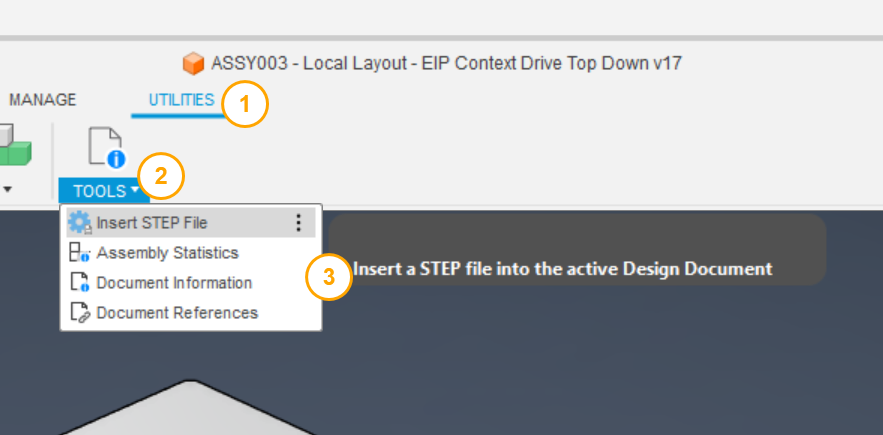 ASSY003 - Local Layout - EIP Context Drive Top Down v17
MANAGE UTILITIES 1
2
TOOLS
Insert STEP File
Assembly Statistics
Document Information
Document References
3
Insert a STEP file into the active Design Document